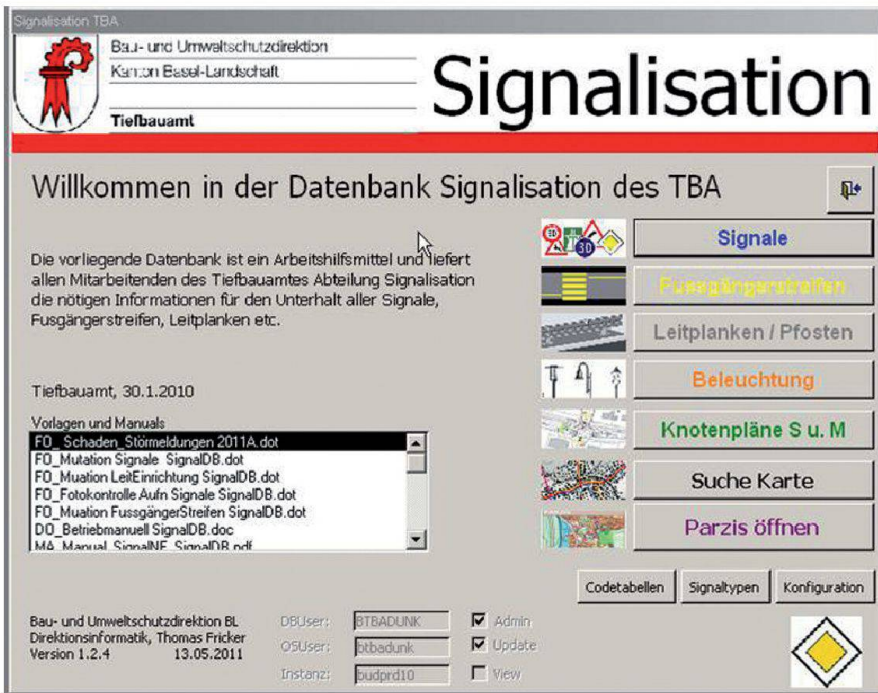 Signalisation TBA
Bau- und Umweltschutzdirektion
Kanton Basel-Landschaft
Tiefbauamt
Signalisation
Willkommen in der Datenbank Signalisation des TBA
Die vorliegende Datenbank ist ein Arbeitshilfsmittel und liefert
allen Mitarbeitenden des Tiefbauamtes Abteilung Signalisation
die nötigen Informationen für den Unterhalt aller Signale,
Fusgängerstreifen, Leitplanken etc.
Signale
Fussgängerstreifen
Leitplanken / Pfosten
Beleuchtung
Knotenpläne S u. M
Suche Karte
Parzis öffnen
Tiefbauamt, 30.1.2010
Vorlagen und Manuals
FO_ Schaden_Störmeldungen 2011A.dot
FO_Mutation Signale SignalDB.dot
FO_Muation LeitEinrichtung SignalDB.dot
FO_Fotokontrolle Aufn Signale SignalDB.dot
FO_Muation FussgängerStreifen SignalDB.dot
DO_Betriebmanuell SignalDB.doc
MA_Manual_SignalNF_SignalDB.pdf
Codetabellen
Signaltypen
Konfiguration
Bau- und Umweltschutzdirektion BL
Direktionsinformatik, Thomas Fricker
Version 1.2.4 13.05.2011
DBUser: BTBADUNK
OSUser: btbadunk
Instanz: budprd10
Admin
Update
View